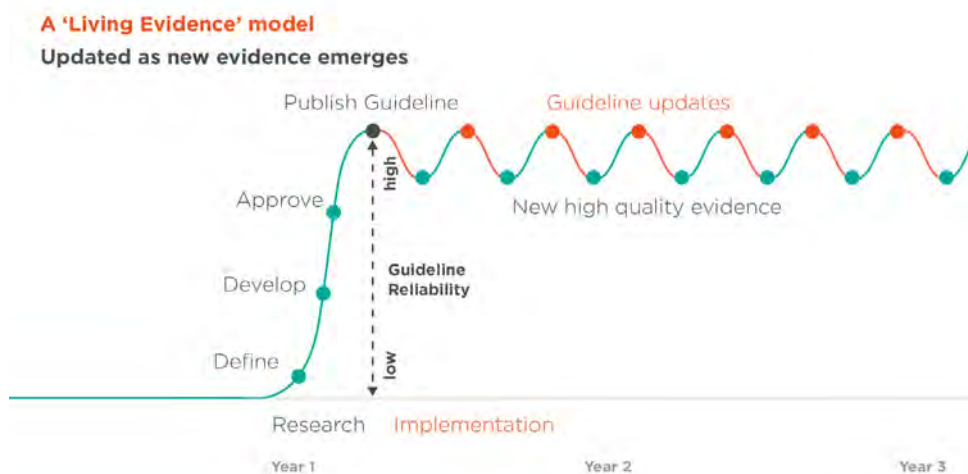 A ‘Living Evidence’ model
Updated as new evidence emerges
Publish Guideline
Guideline updates
high
Approve
New high quality evidence
Guideline
Reliability
Develop
low
Define
Research
Implementation
Year 1
Year 2
Year 3